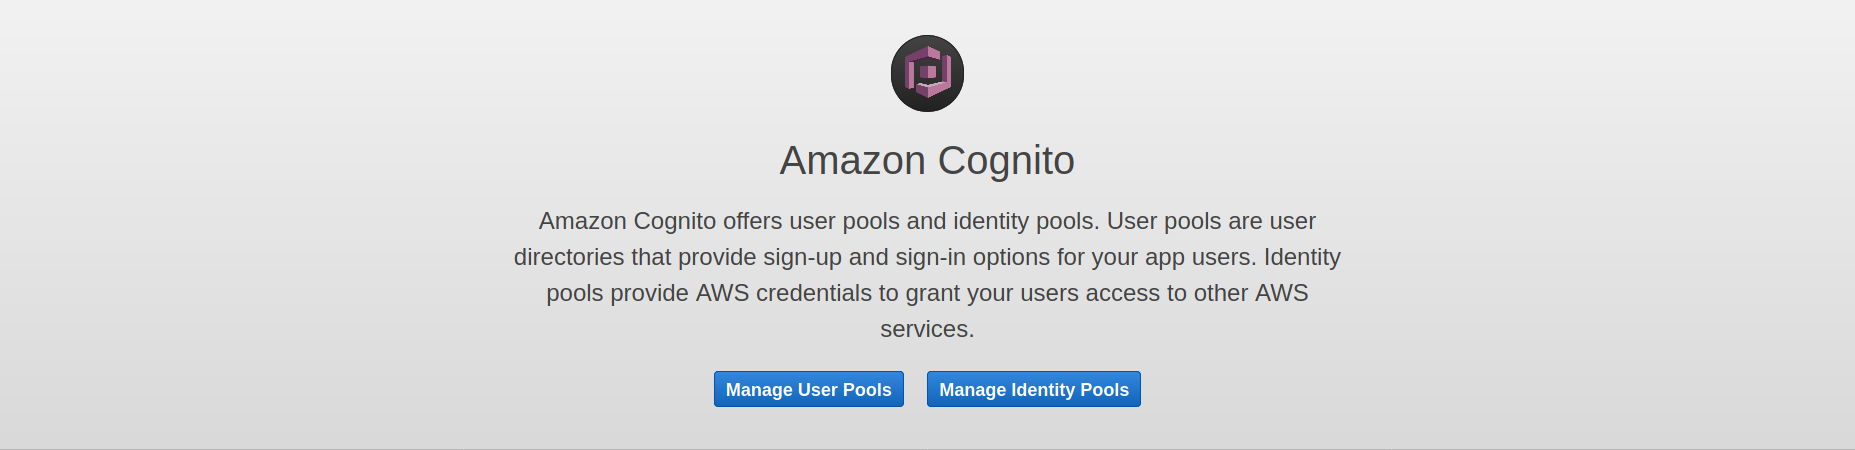 Amazon Cognito
Amazon Cognito offers user pools and identity pools. User pools are user
directories that provide sign-up and sign-in options for your app users. Identity
pools provide AWS credentials to grant your users access to other AWS
services.
Manage User Pools Manage Identity Pools